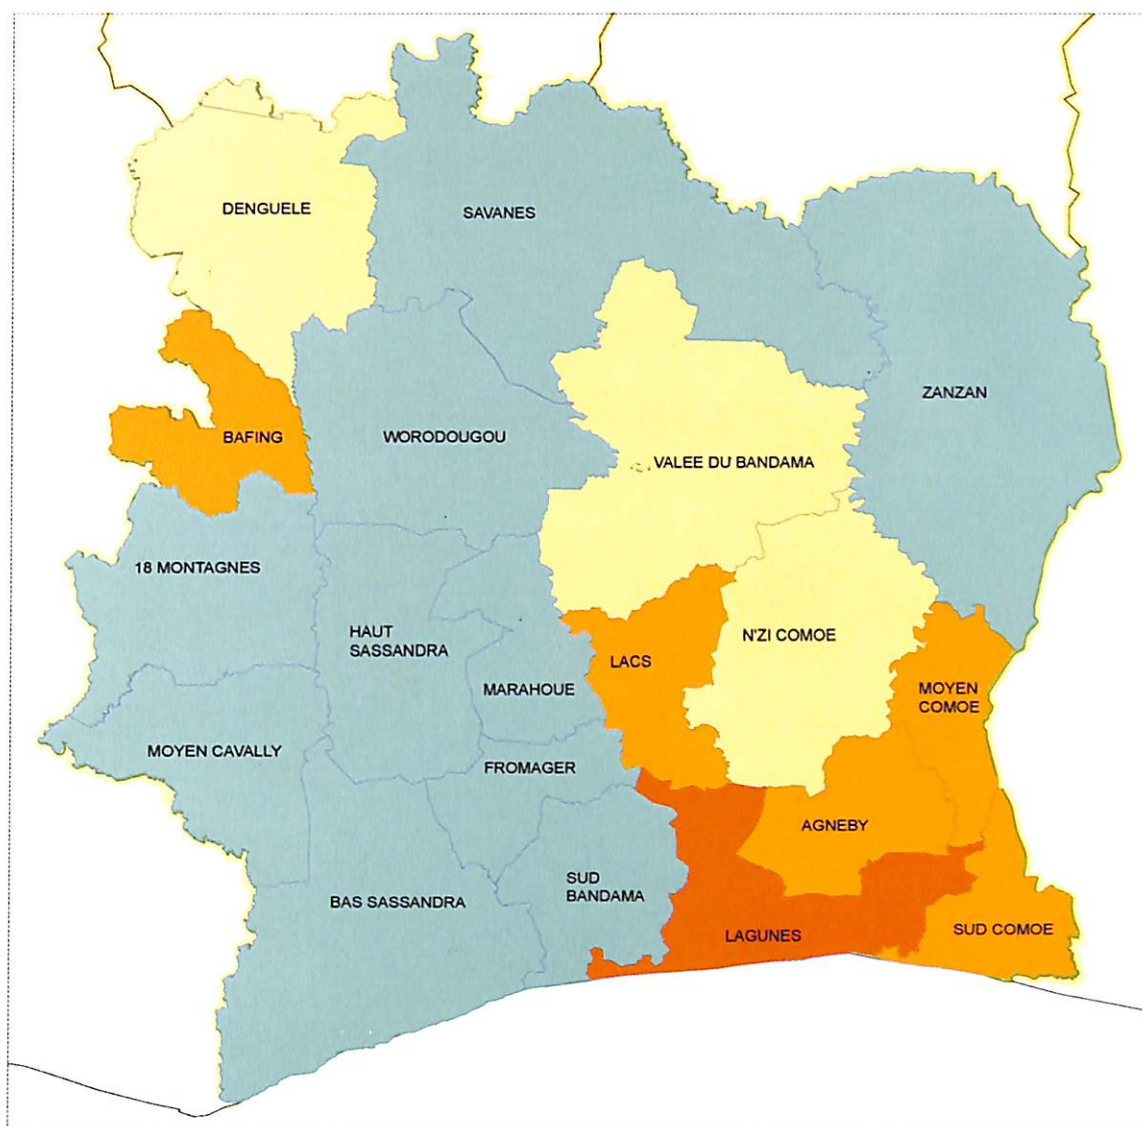 DENGUELE
SAVANES
ZANZAN
BAFING
WORODOUGOU
VALEE DU BANDAMA
18 MONTAGNES
HAUT
SASSANDRA
N'ZI COMOE
LACS
MARAHOUE
MOYEN
COMOE
MOYEN CAVALLY
FROMAGER
AGNEBY
SUD
BANDAMA
BAS SASSANDRA
LAGUNES
SUD COMOE